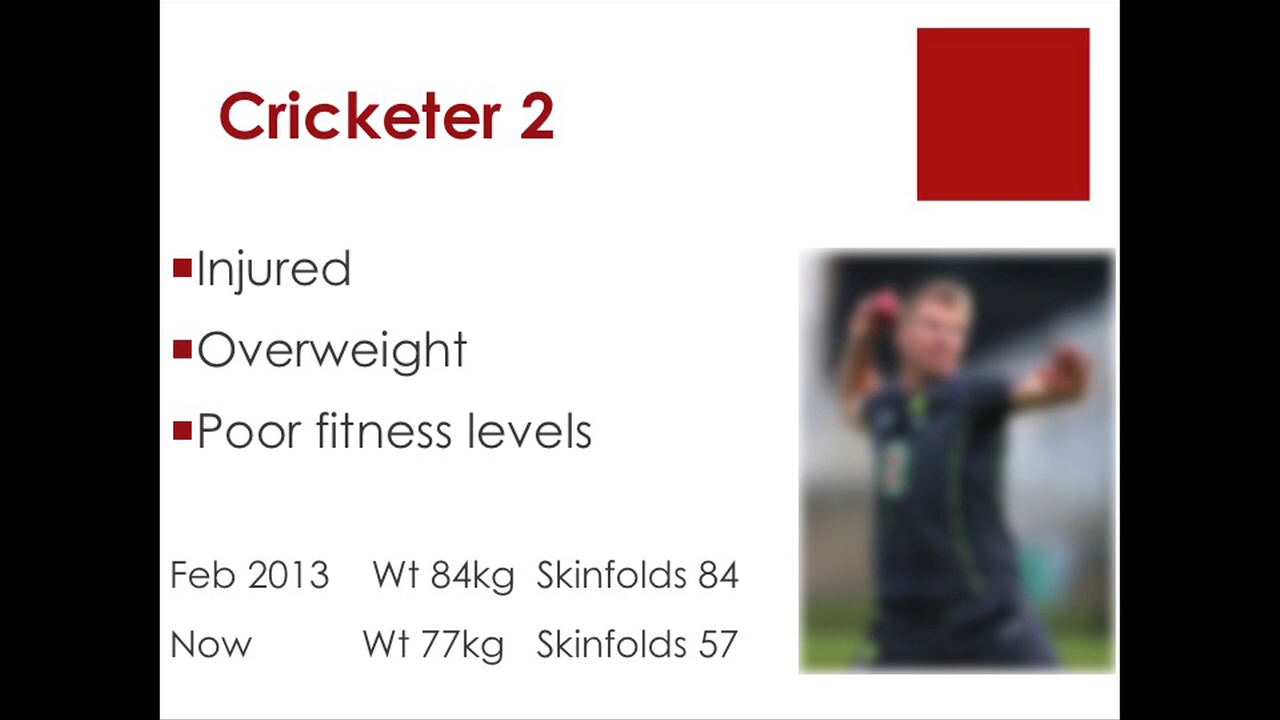 Cricketer 2
Injured
Overweight
Poor fitness levels
Feb 2013 Wt 84kg Skinfolds 84
Now Wt 77kg Skinfolds 57